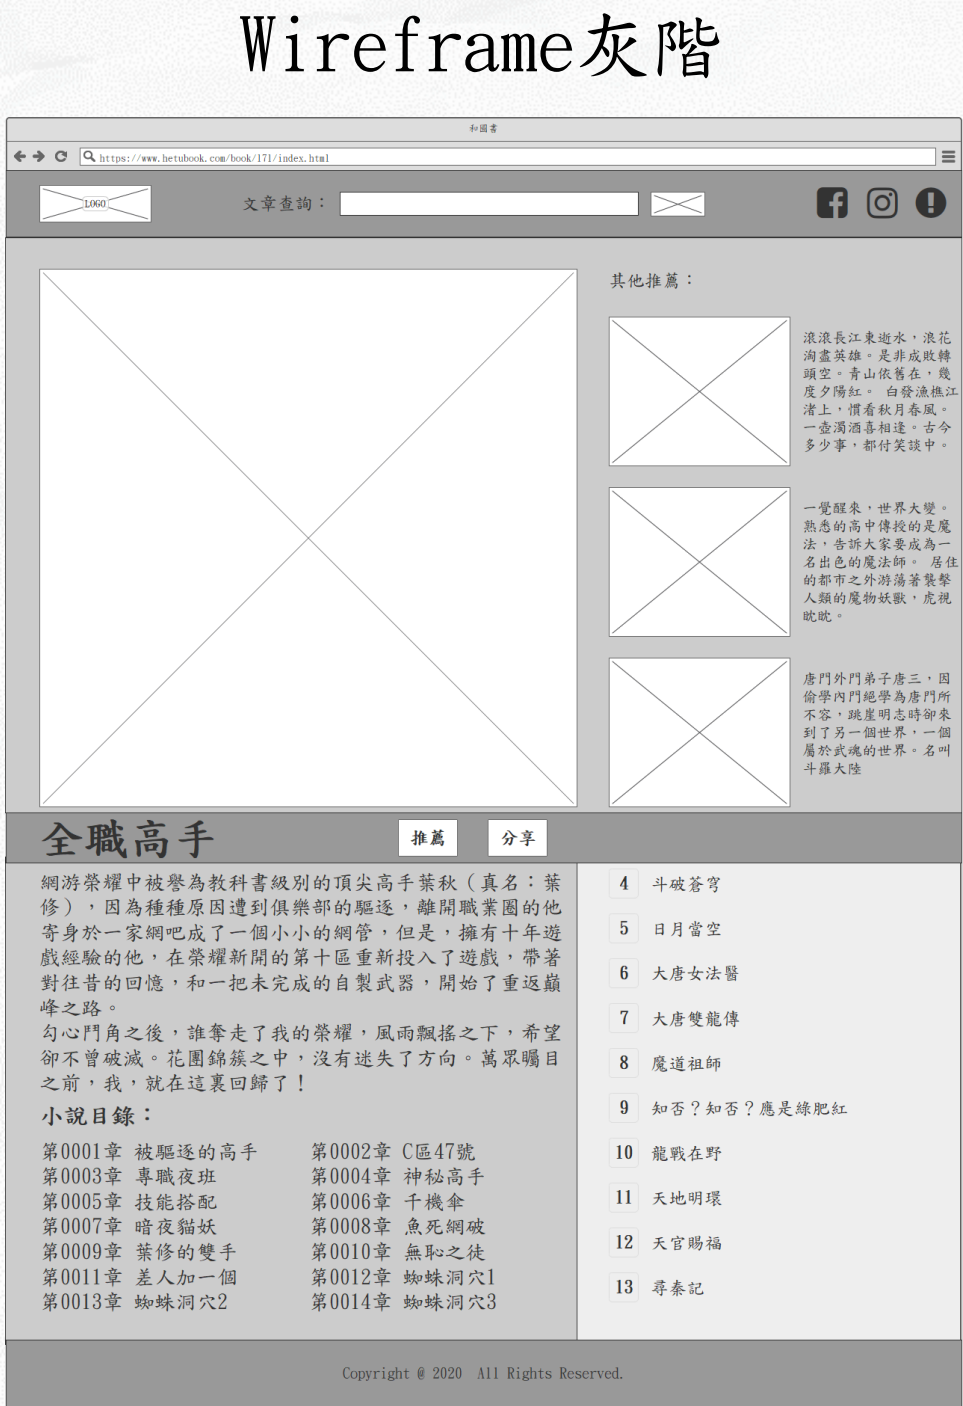 Wireframe灰階
和圖書
https://www.hetubook.com/book/171/index.html
LOGO
文章查詢：
其他推薦：
滾滾長江東逝水，浪花
淘盡英雄。是非成敗轉
頭空。青山依舊在，幾
度夕陽紅。 白發漁樵江
渚上，慣看秋月春風。
一壺濁酒喜相逢。古今
多少事，都付笑談中。
一覺醒來，世界大變。
熟悉的高中傳授的是魔
法，告訴大家要成為一
名出色的魔法師。 居住
的都市之外游蕩著襲擊
人類的魔物妖獸，虎視
眈眈。
唐門外門弟子唐三，因
偷學內門絕學為唐門所
不容，跳崖明志時卻來
到了另一個世界，一個
屬於武魂的世界。名叫
斗羅大陸
全職高手
推薦
分享
網游榮耀中被譽為教科書級別的頂尖高手葉秋（真名：葉
修），因為種種原因遭到俱樂部的驅逐，離開職業圈的他
寄身於一家網吧成了一個小小的網管，但是，擁有十年遊
戲經驗的他，在榮耀新開的第十區重新投入了遊戲，帶著
對往昔的回憶，和一把未完成的自製武器，開始了重返巔
峰之路。
勾心鬥角之後，誰奪走了我的榮耀，風雨飄搖之下，希望
卻不曾破滅。花團錦簇之中，沒有迷失了方向。萬眾矚目
之前，我，就在這裏回歸了！
小說目錄：
第0001章 被驅逐的高手
第0002章 C區47號
第0003章 專職夜班
第0004章 神秘高手
第0005章 技能搭配
第0006章 千機傘
第0007章 暗夜貓妖
第0008章 魚死網破
第0009章 葉修的雙手
第0010章 無恥之徒
第0011章 差人加一個
第0012章 蜘蛛洞穴1
第0013章 蜘蛛洞穴2
第0014章 蜘蛛洞穴3
4 斗破蒼穹
5 日月當空
6 大唐女法醫
7 大唐雙龍傳
8 魔道祖師
9 知否？知否？應是綠肥紅
10 龍戰在野
11 天地明環
12 天官賜福
13 尋秦記
Copyright @ 2020 All Rights Reserved.